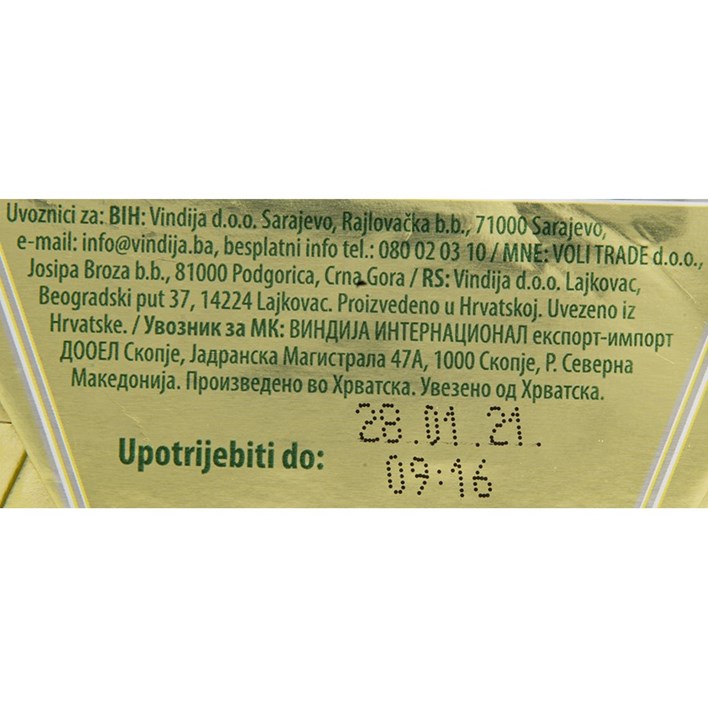 Uvoznici za: BIH: Vindija d.o.o. Sarajevo, Rajlovačka b.b., 71000 Sarajevo,
e-mail: info@vindija.ba, besplatni info tel.: 080 02 03 10 / MNE: VOLI TRADE d.o.o.,
Josipa Broza b.b., 81000 Podgorica, Crna Gora / RS: Vindija d.o.o. Lajkovac,
Beogradski put 37, 14224 Lajkovac. Proizvedeno u Hrvatskoj. Uvezeno iz
Hrvatske. / Увозник за МК: ВИНДИЈА ИНТЕРНАЦИОНАЛ експорт-импорт
ДООЕЛ Скопје, Јадранска Магистрала 47А, 1000 Скопје, Р. Северна
Македонија. Произведено во Хрватска. Увезено од Хрватска.
Upotrijebiti do: 28.01.21.
09:16